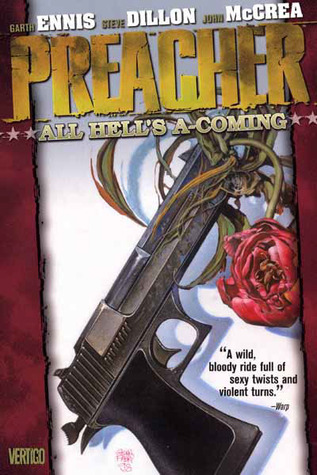 GARTH ENNIS STEVE DILLON JOHN McCREA
PREACHER
ALL HELL'S A-COMING
"A wild,
bloody ride full of
sexy twists and
violent turns."
—Warp
VERTIGO